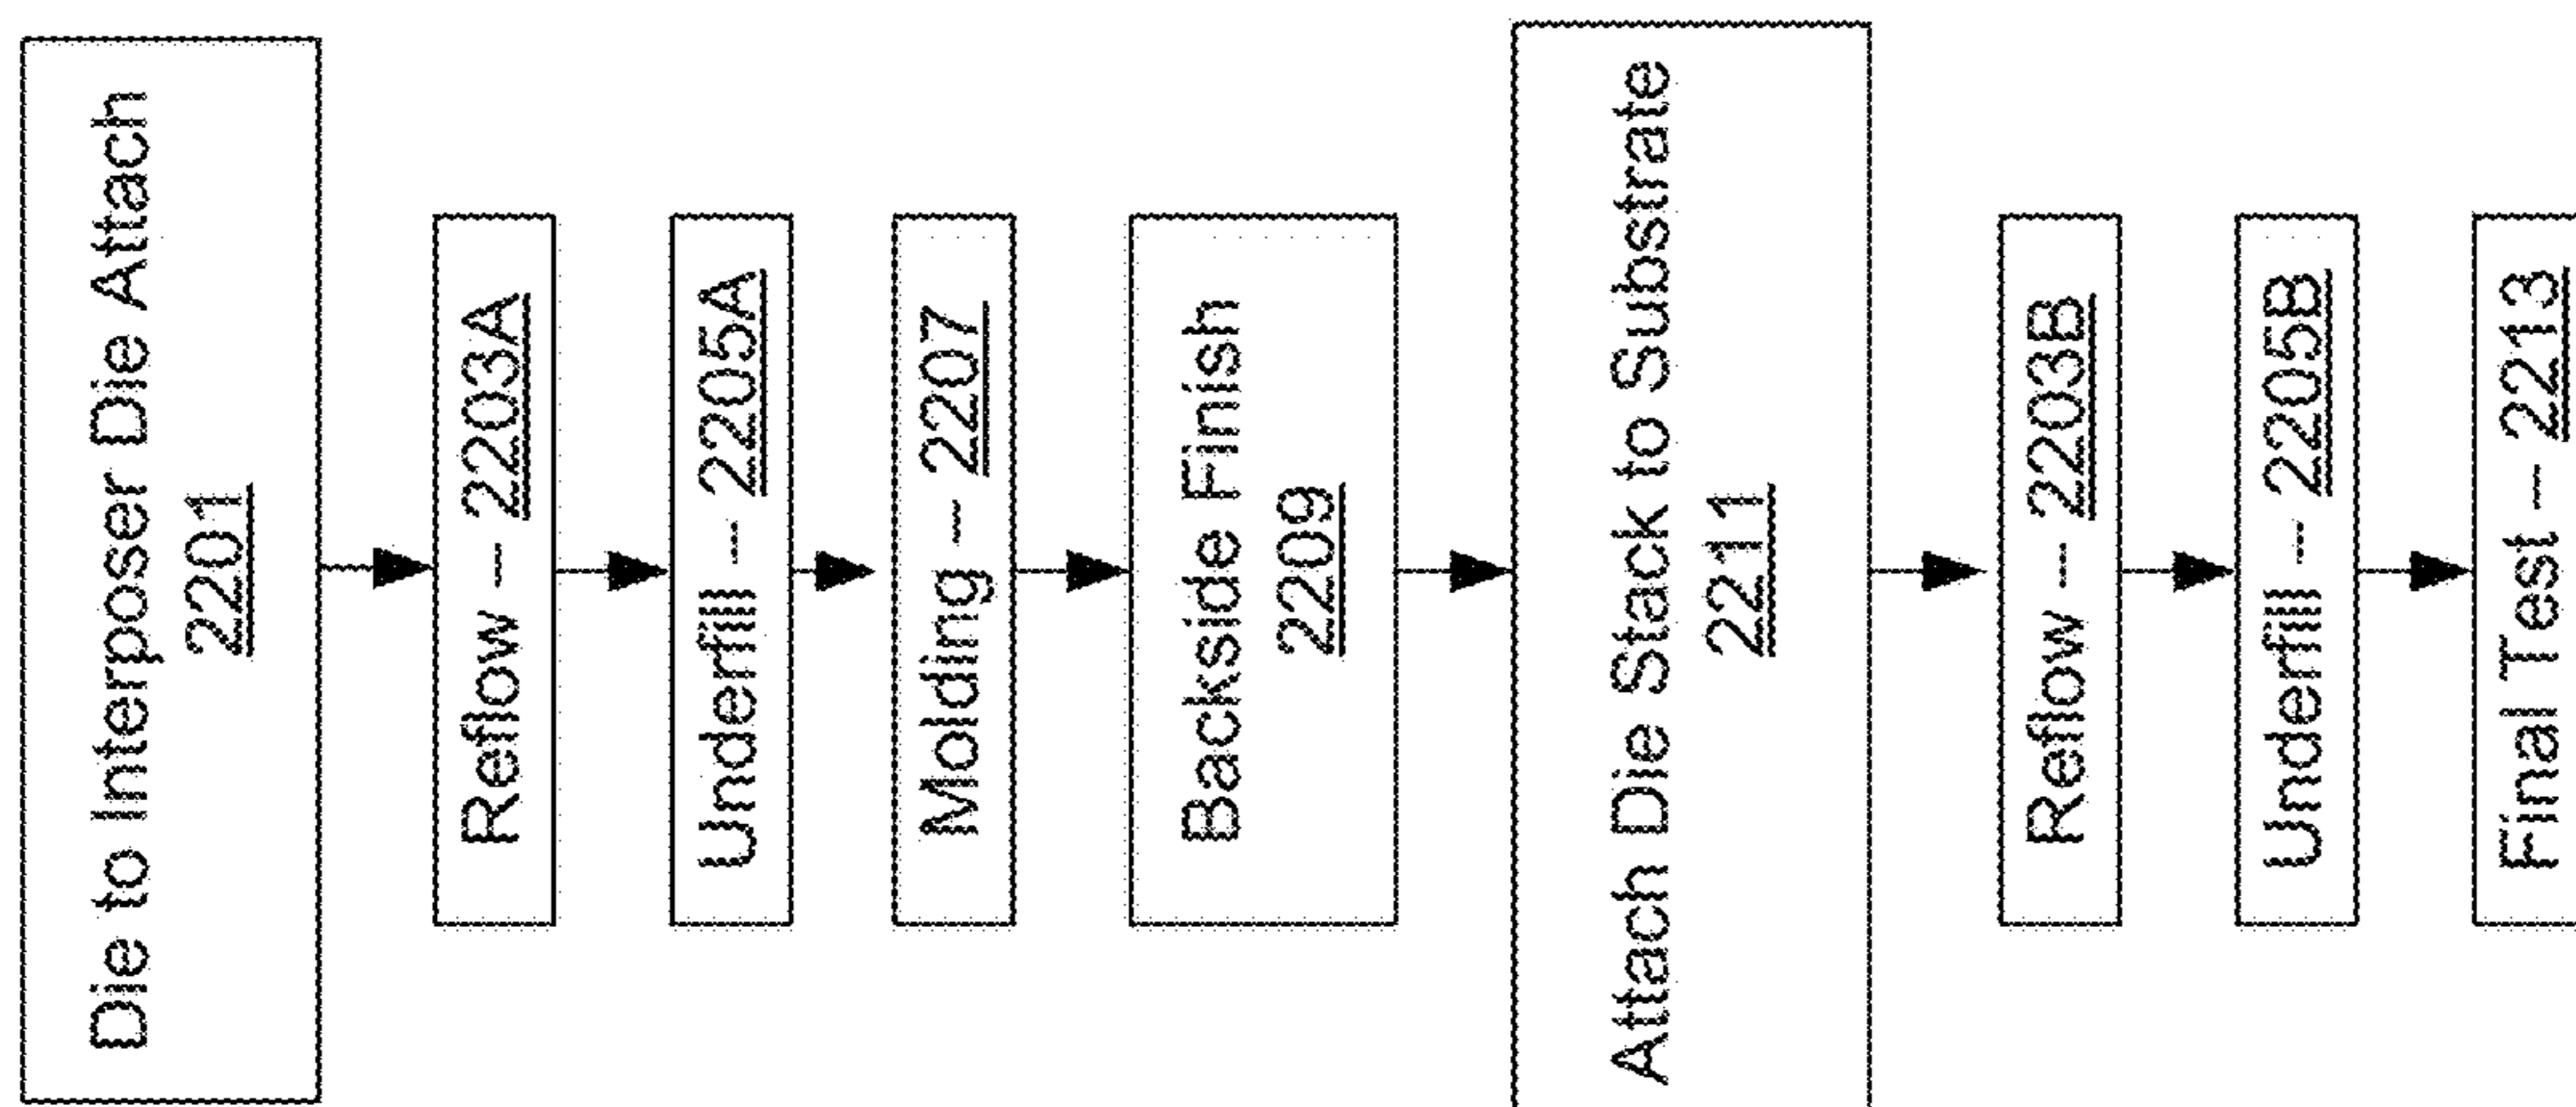 Die to Interposer Die Attach
2201
Reflow -- 2203A
Underfill -- 2205A
Molding -- 2207
Backside Finish
2209
Attach Die Stack to Substrate
2211
Reflow -- 2203B
Underfill -- 2205B
Final Test -- 2213